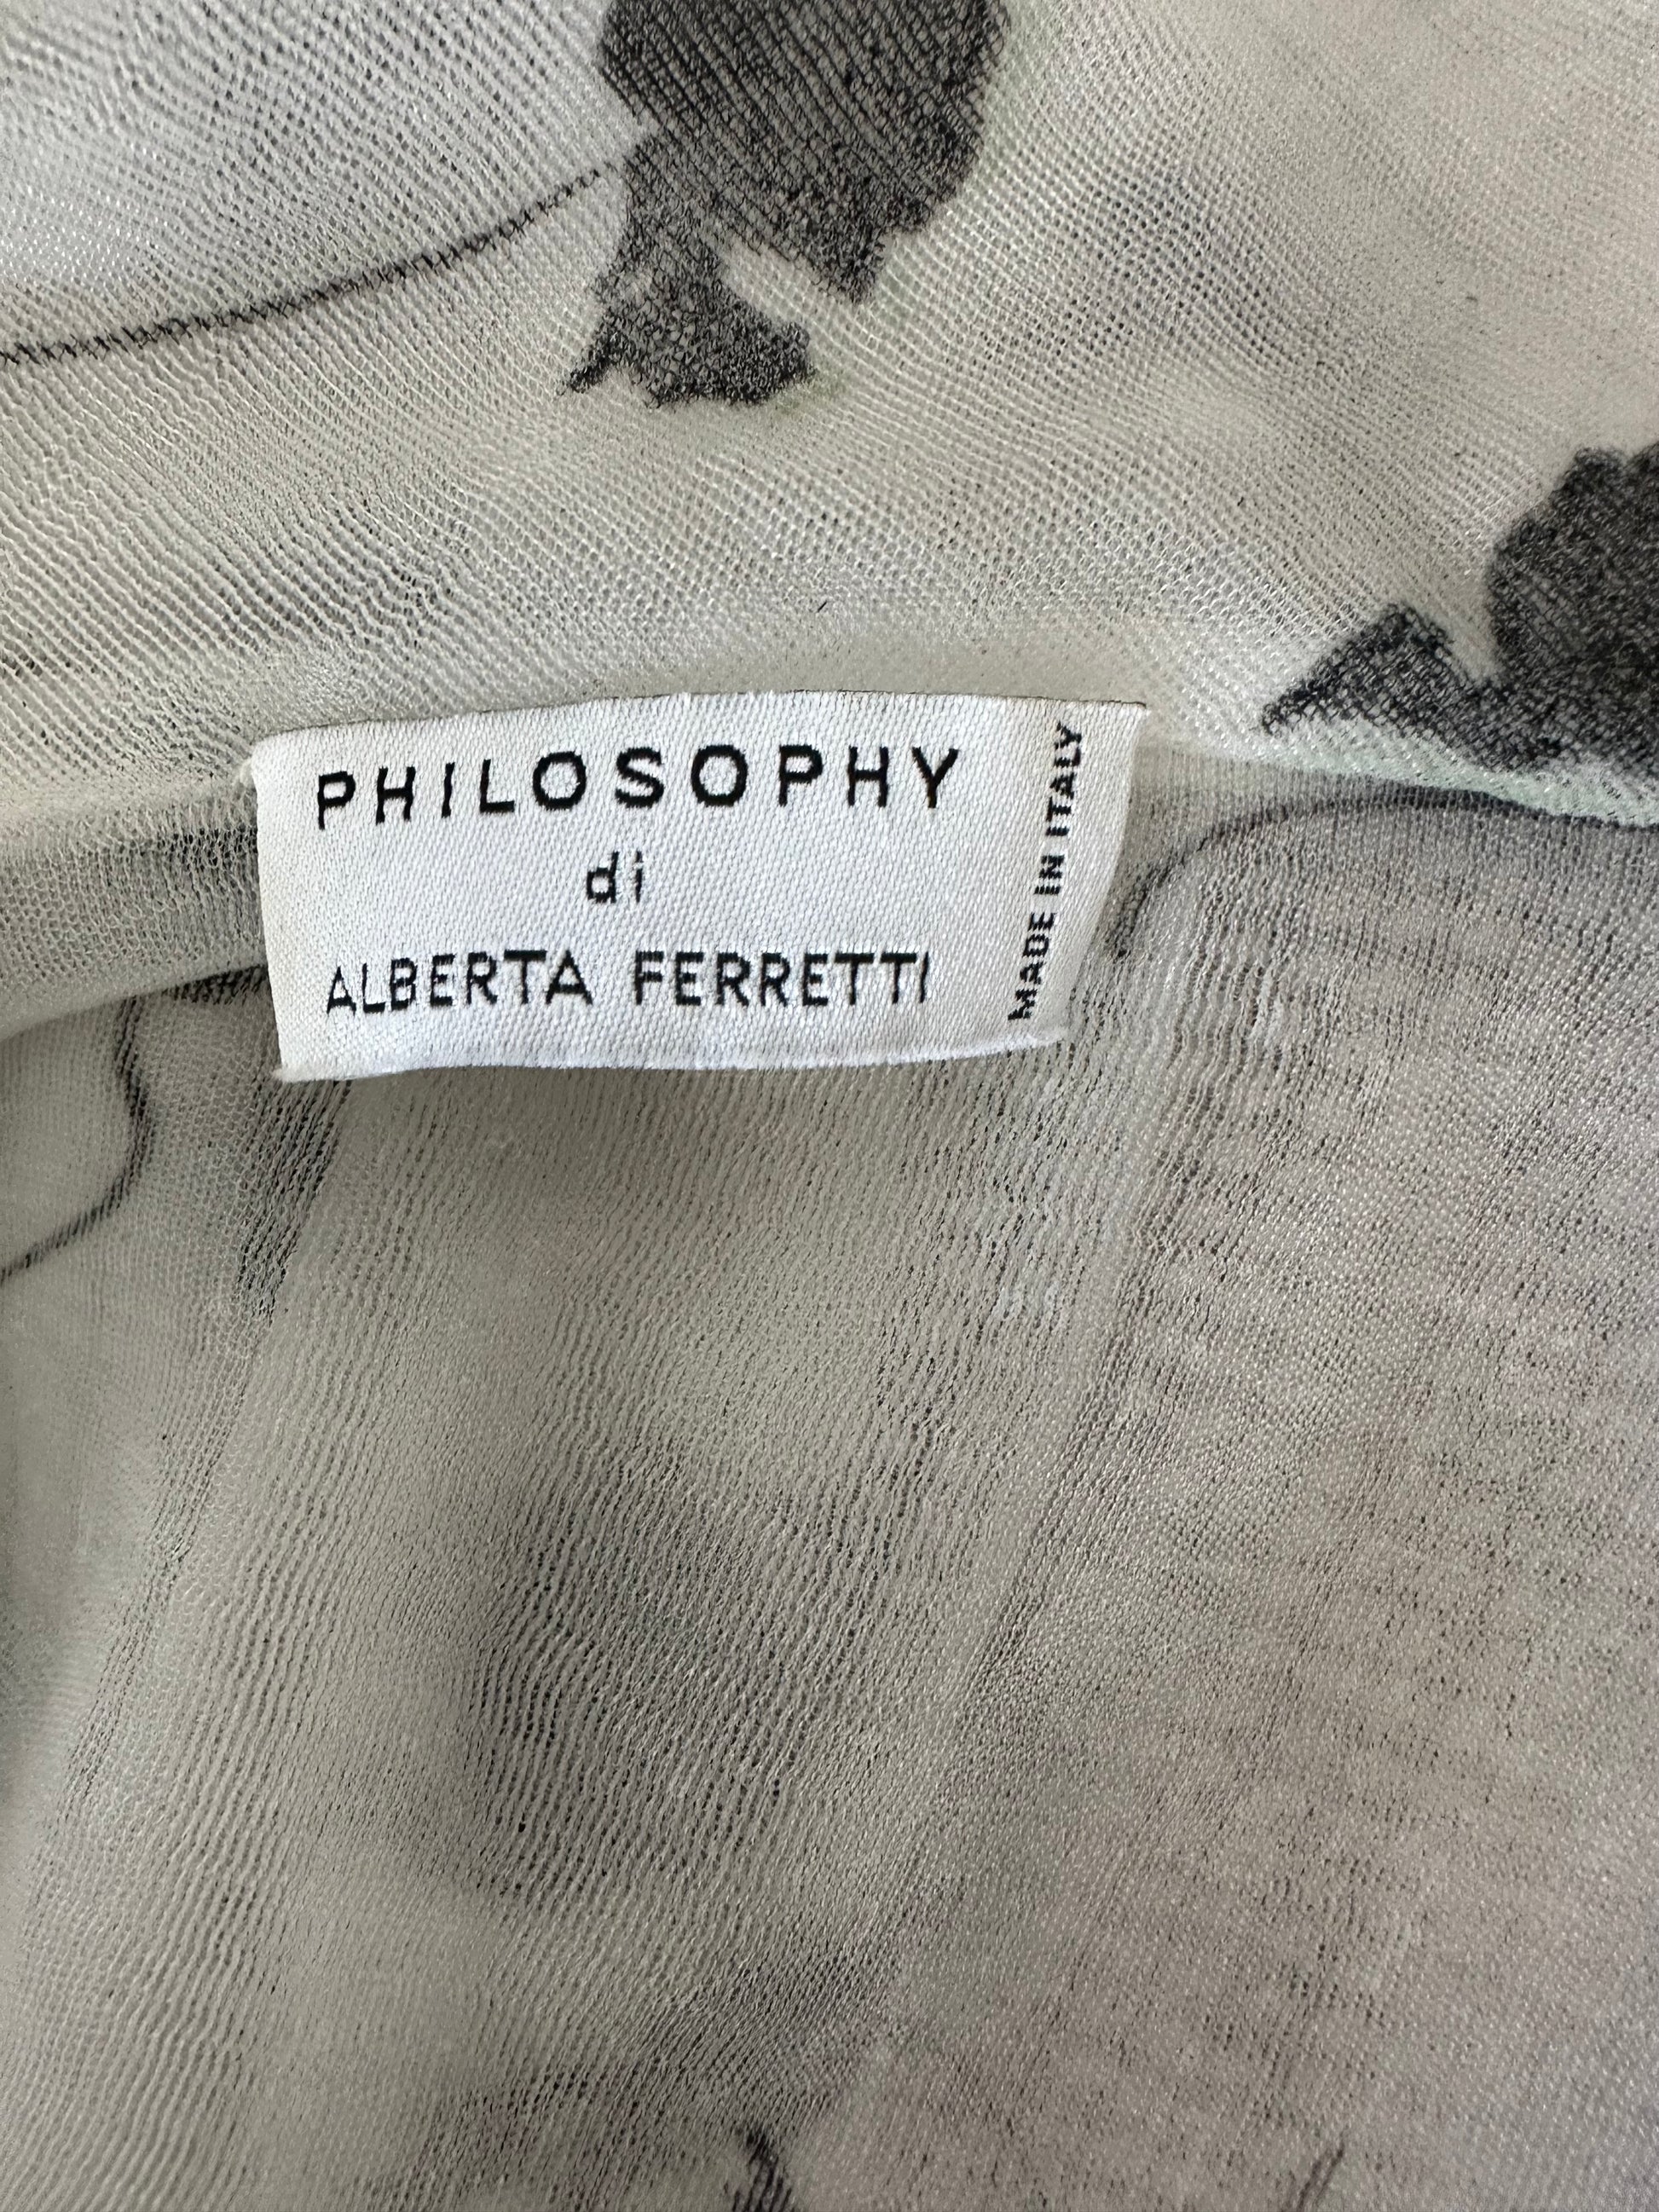 PHILOSOPHY
di
ALBERTA FERRETTI
MADE IN ITALY